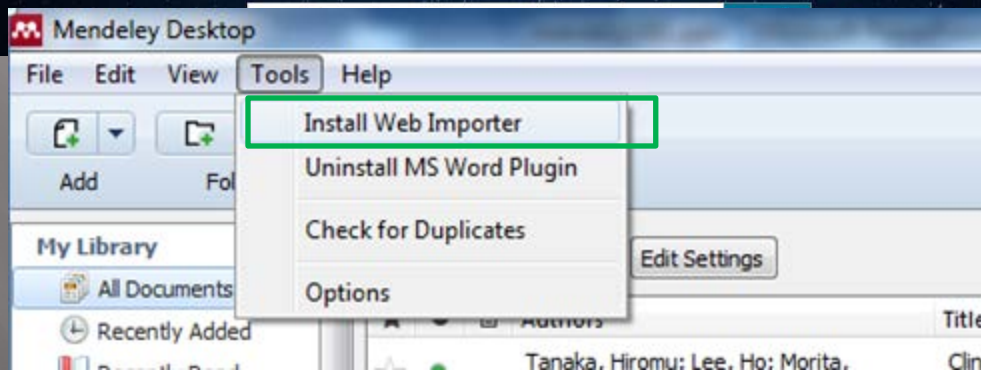 Mendeley Desktop
File Edit View Tools Help
Install Web Importer
Uninstall MS Word Plugin
Add
Check for Duplicates
My Library
Edit Settings
All Documents
Options
Recently Added
Authors
Tanaka, Hiromu; Lee, Ho; Morita,